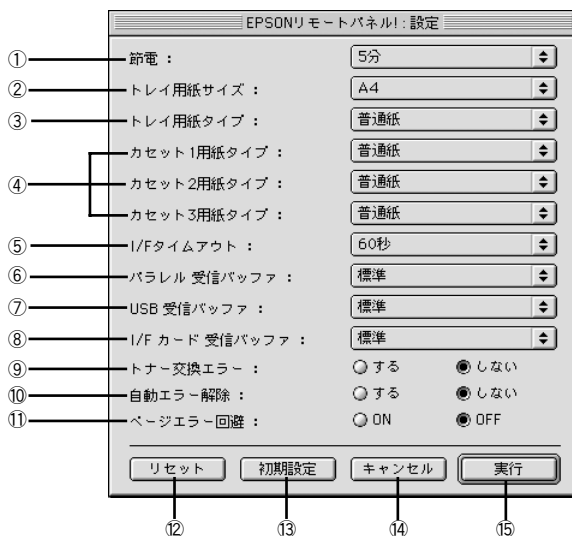 EPSONリモートパネル!:設定
① 節電: 5分
② トレイ用紙サイズ: A4
③ トレイ用紙タイプ: 普通紙
カセット1用紙タイプ: 普通紙
④ カセット2用紙タイプ: 普通紙
カセット3用紙タイプ: 普通紙
⑤ I/Fタイムアウト: 60秒
⑥ パラレル 受信バッファ: 標準
⑦ USB 受信バッファ: 標準
⑧ I/F カード 受信バッファ: 標準
⑨ トナー交換エラー: する しない
⑩ 自動エラー解除: する しない
⑪ ページエラー回避: ON OFF
リセット 初期設定 キャンセル 実行
⑫ ⑬ ⑭ ⑮